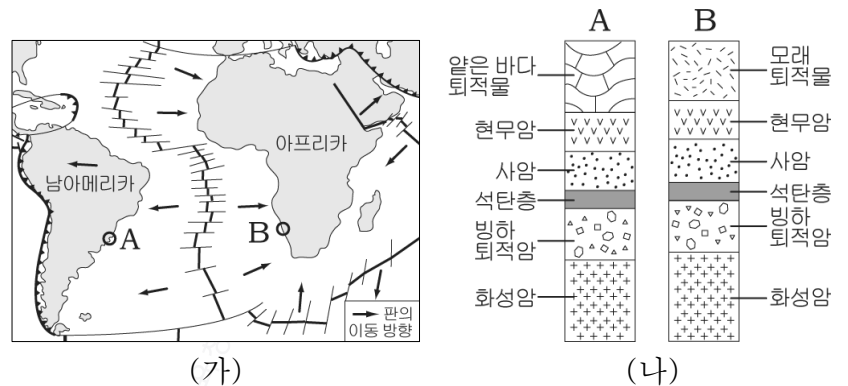 A
B
얕은 바다
퇴적물
현무암
사암
석탄층
빙하
퇴적암
화성암
모래
퇴적물
현무암
사암
석탄층
빙하
퇴적암
화성암
아프리카
남아메리카
A
B
판의
이동 방향
(가)
(나)